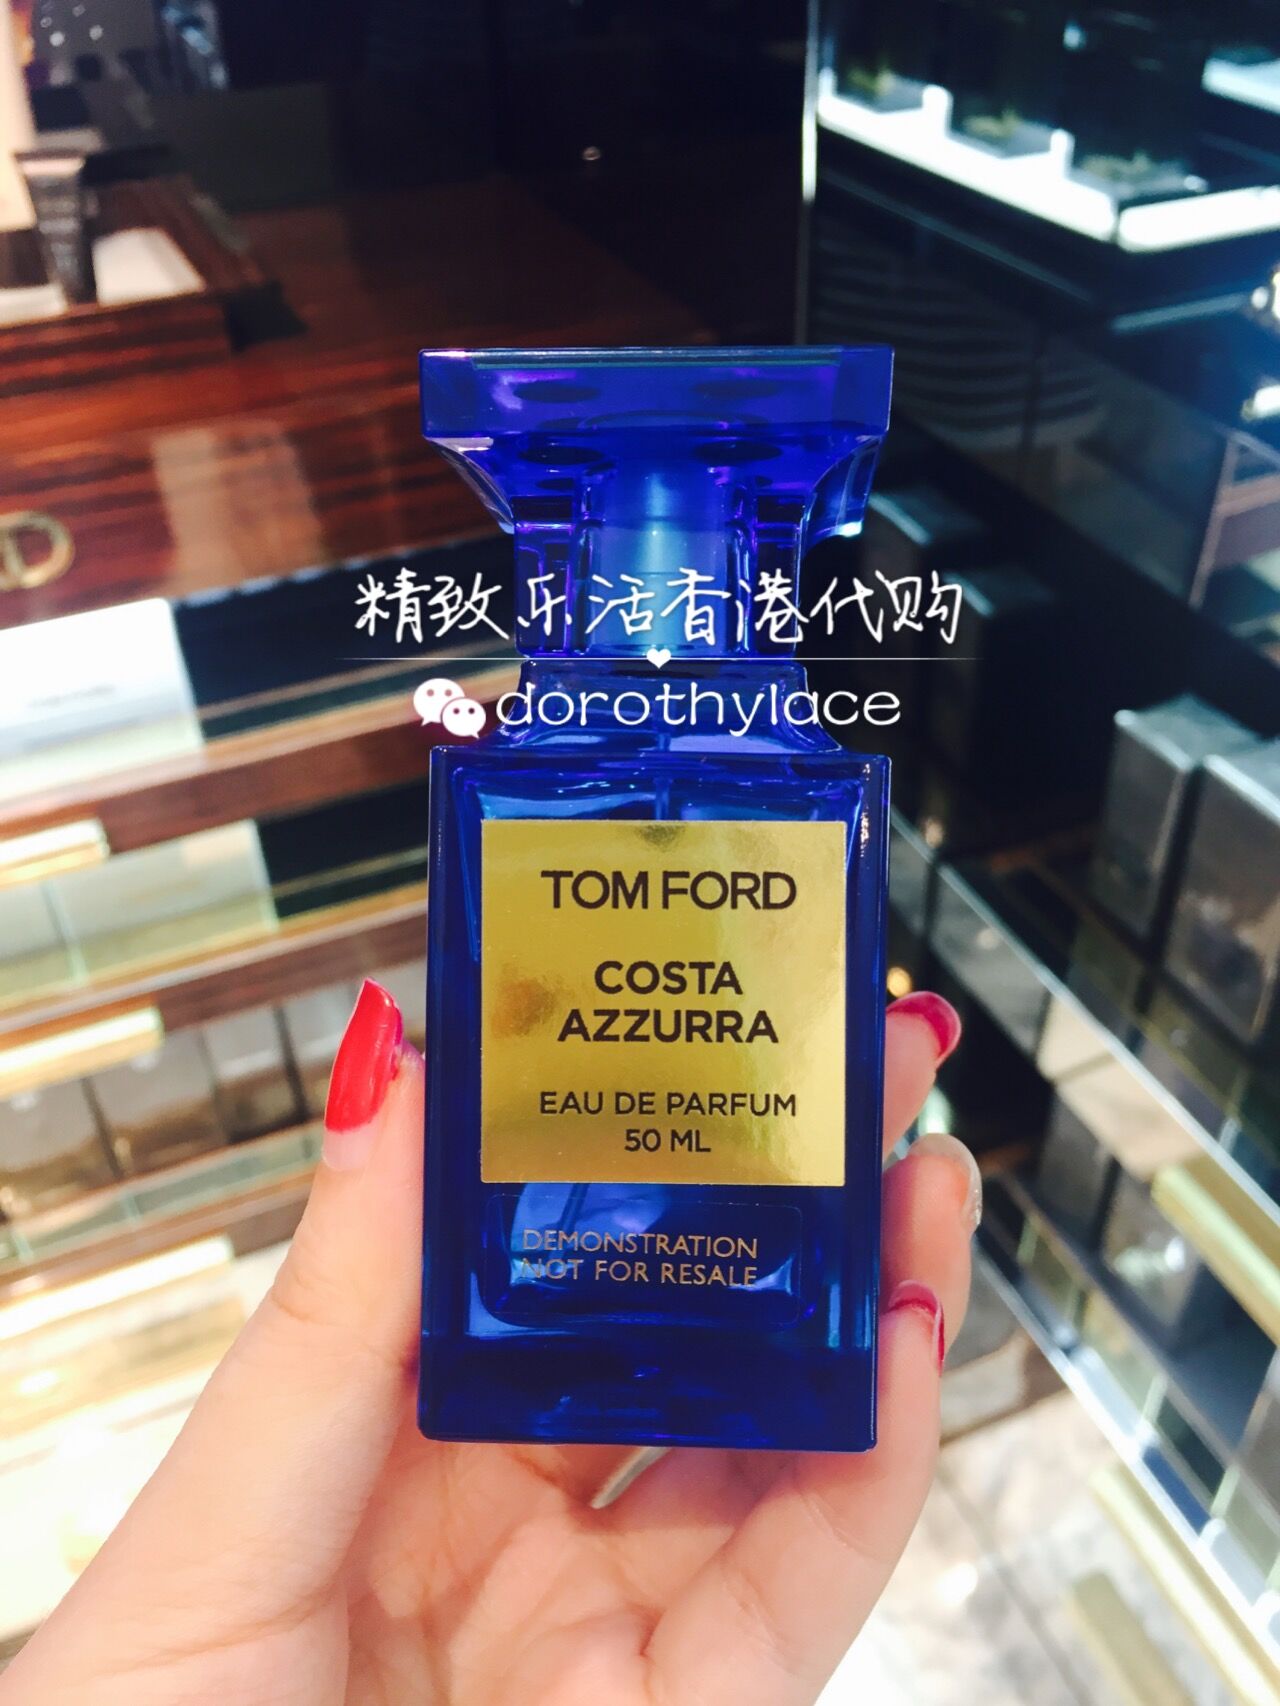 精致乐活香港代购
dorothylace
TOM FORD
COSTA
AZZURRA
EAU DE PARFUM
50 ML
DEMONSTRATION
NOT FOR RESALE